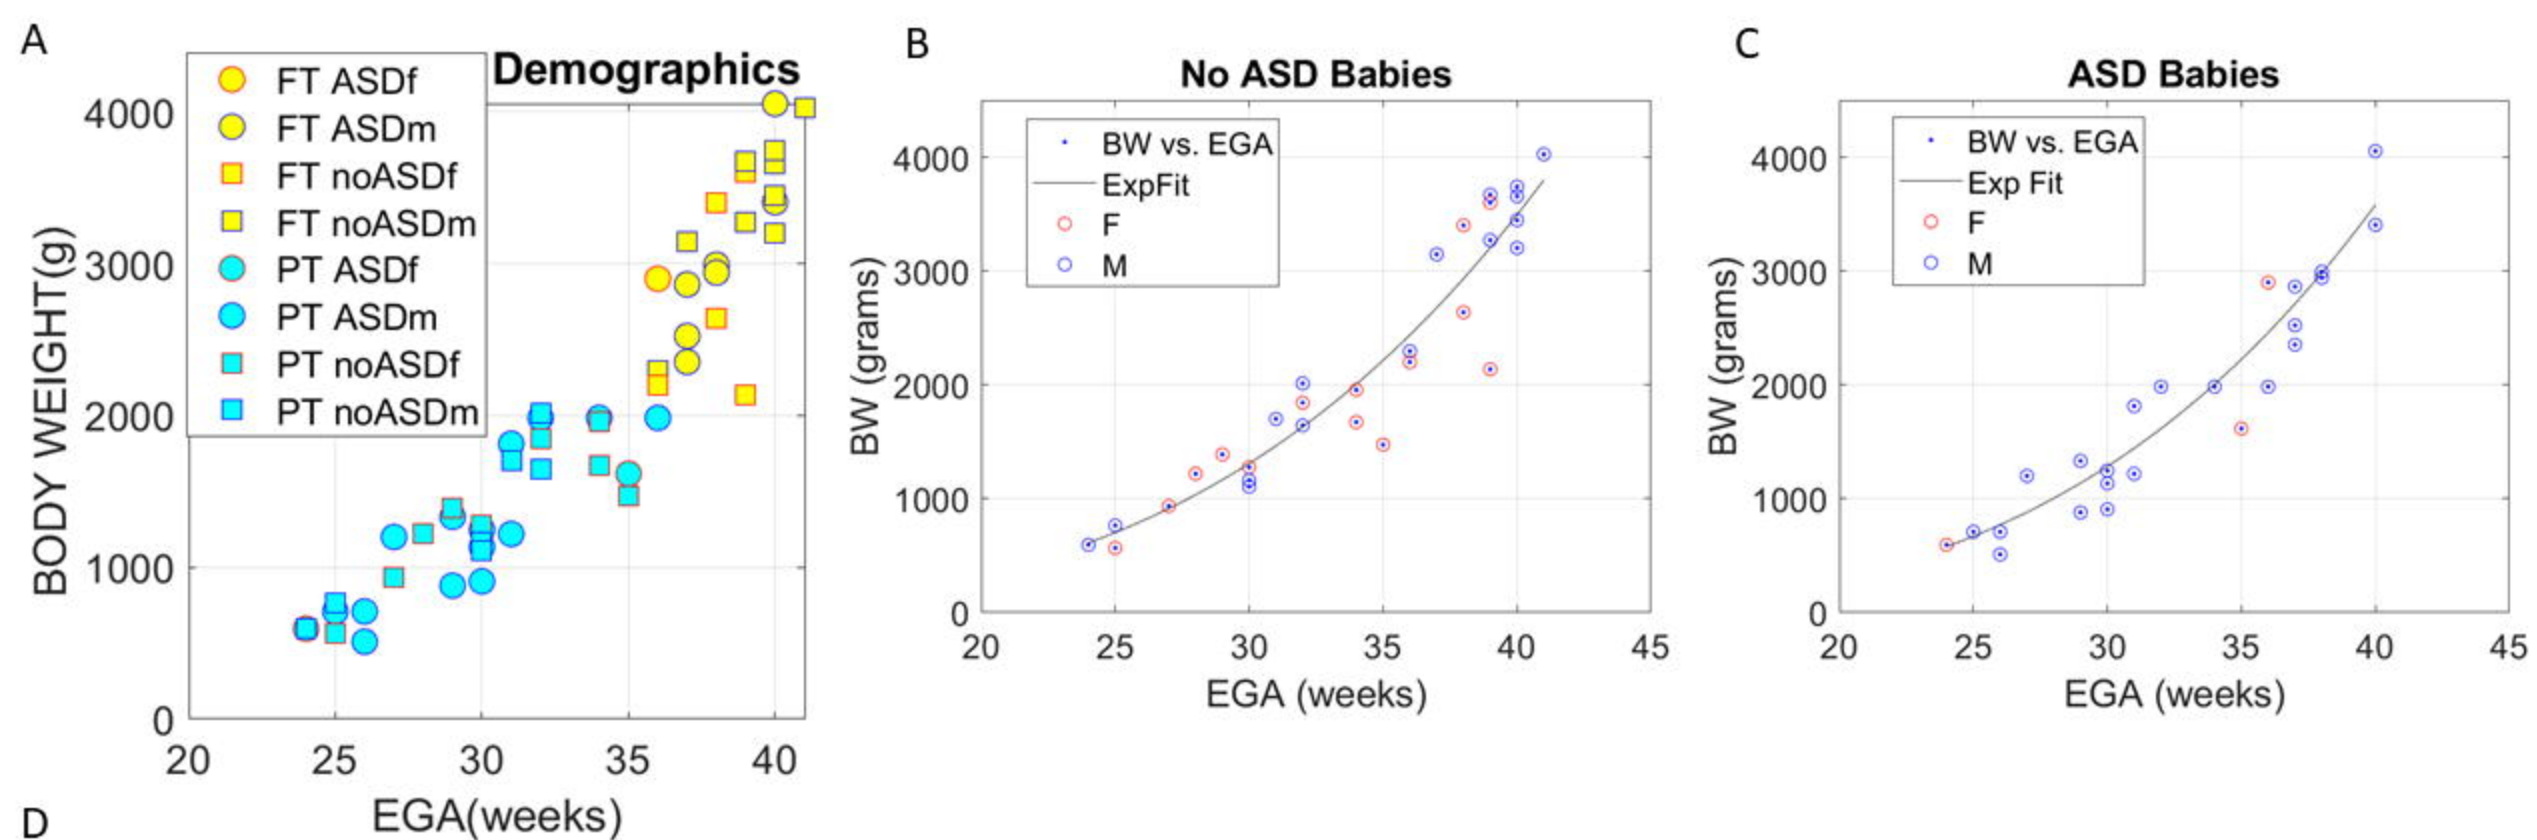 A
Demographics
FT ASDf
FT ASDm
FT noASDf
FT noASDm
PT ASDf
PT ASDm
PT noASDf
PT noASDm
BODY WEIGHT(g)
4000
3000
2000
1000
0
20 25 30 35 40
EGA(weeks)
B
No ASD Babies
BW vs. EGA
ExpFit
F
M
BW (grams)
4000
3000
2000
1000
0
20 25 30 35 40 45
EGA (weeks)
C
ASD Babies
BW vs. EGA
Exp Fit
F
M
BW (grams)
4000
3000
2000
1000
0
20 25 30 35 40 45
EGA (weeks)
D